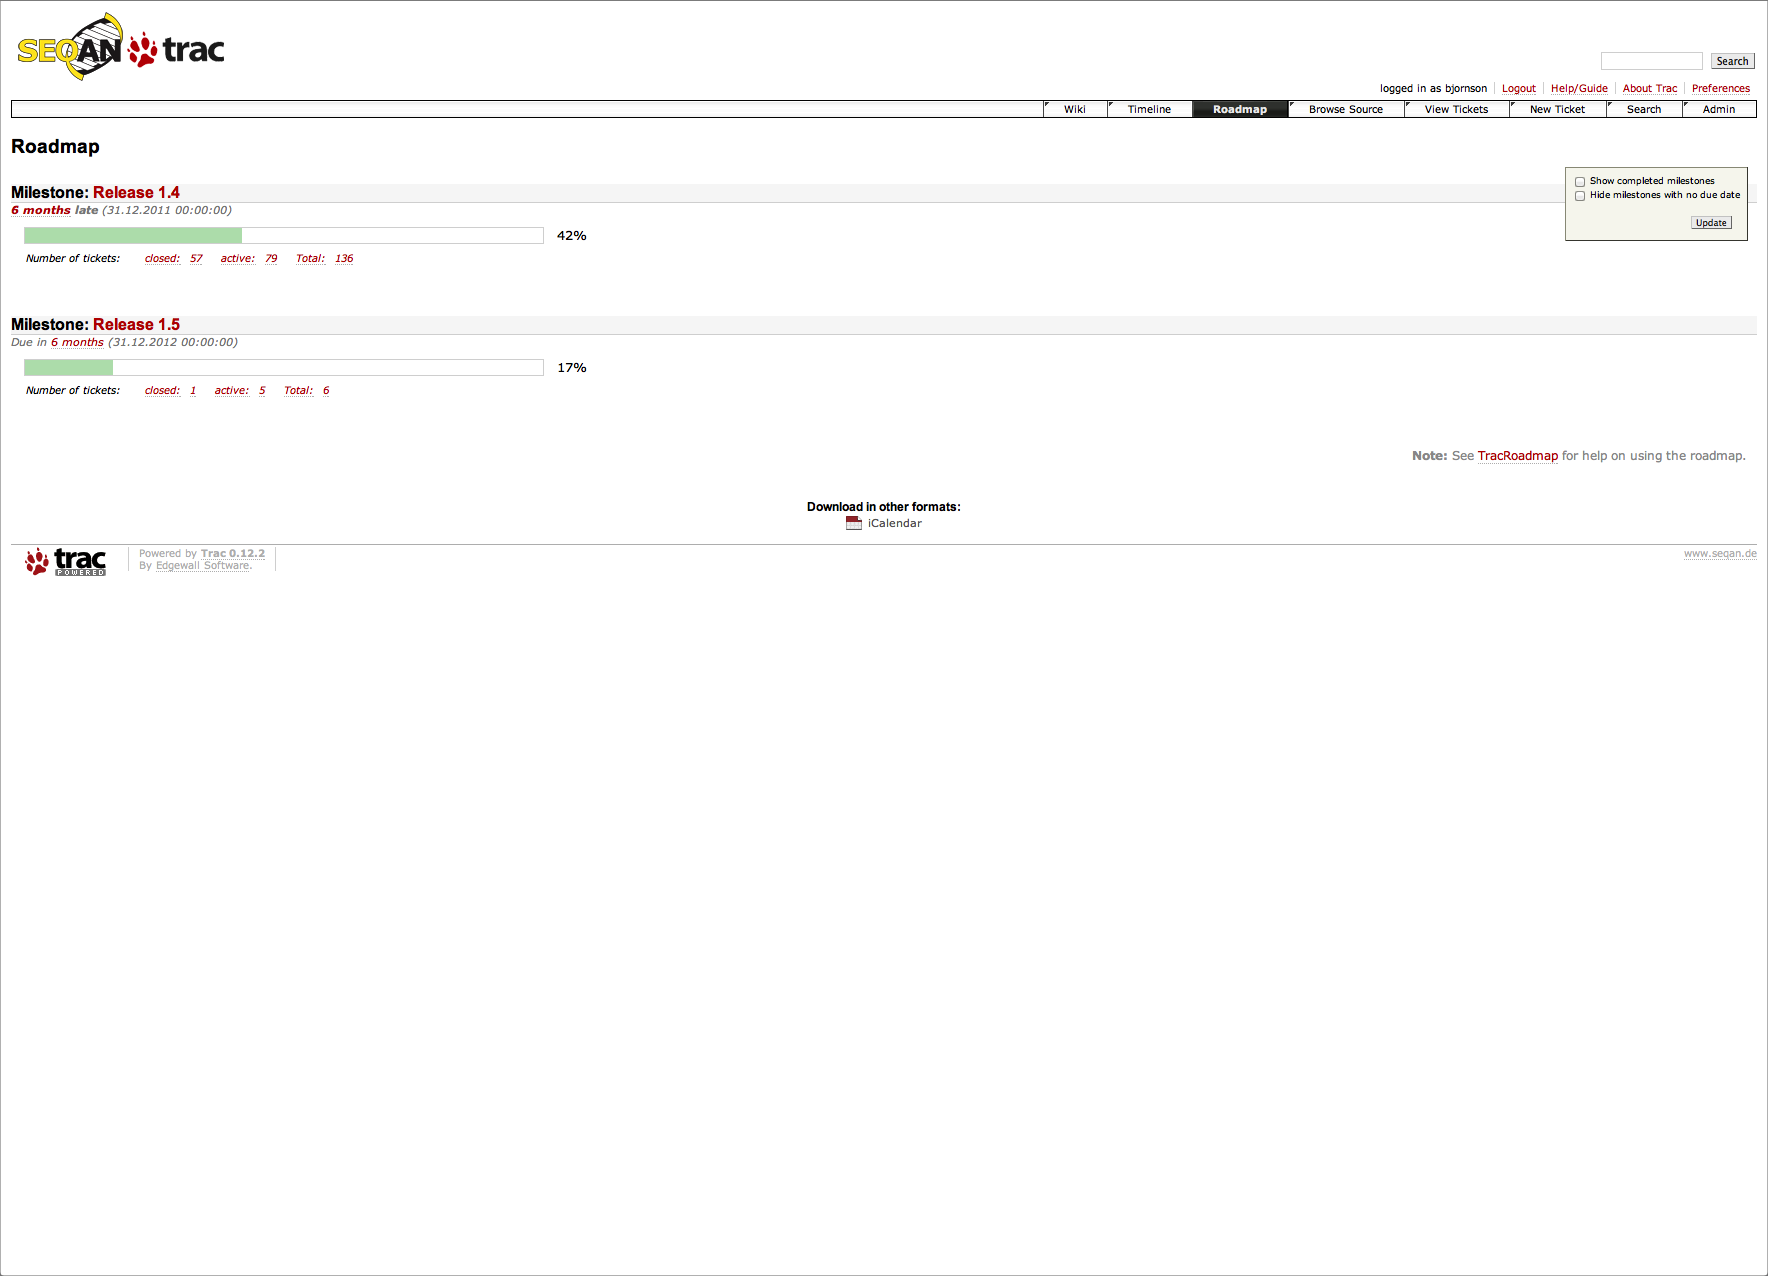 SEQAN trac
Search
logged in as bjornson Logout Help/Guide About Trac Preferences
Wiki Timeline Roadmap Browse Source View Tickets New Ticket Search Admin
Roadmap
Show completed milestones
Hide milestones with no due date
Update
Milestone: Release 1.4
6 months late (31.12.2011 00:00:00)
42%
Number of tickets: closed: 57 active: 79 Total: 136
Milestone: Release 1.5
Due in 6 months (31.12.2012 00:00:00)
17%
Number of tickets: closed: 1 active: 5 Total: 6
Note: See TracRoadmap for help on using the roadmap.
Download in other formats:
iCalendar
trac POWERED
Powered by Trac 0.12.2
By Edgewall Software.
www.seqan.de